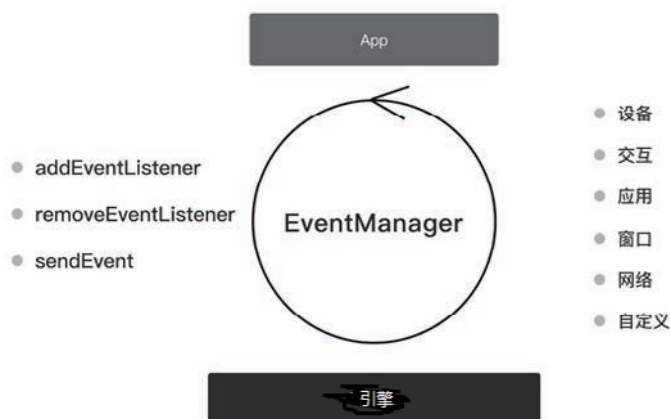 App
addEventListener
removeEventListener
sendEvent
EventManager
设备
交互
应用
窗口
网络
自定义
引擎